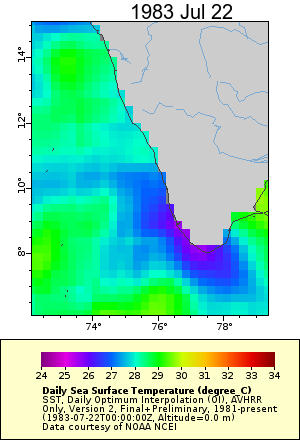 1983 Jul 22
14°
12°
10°
8°
74° 76° 78°
24 25 26 27 28 29 30 31 32 33 34
Daily Sea Surface Temperature (degree_C)
SST, Daily Optimum Interpolation (OI), AVHRR
Only, Version 2, Final+Preliminary, 1981-present
(1983-07-22T00:00:00Z, Altitude=0.0 m)
Data courtesy of NOAA NCEI